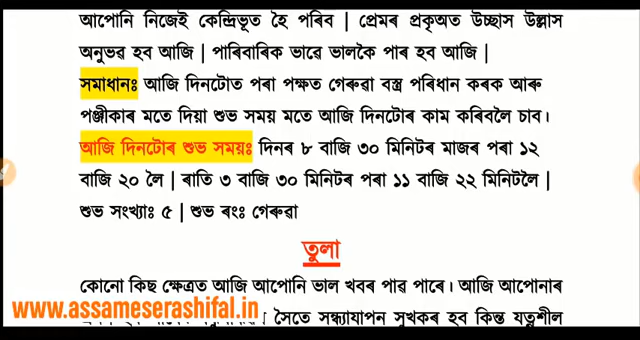 আপোনি নিজেই কেন্দ্ৰিভূত হৈ পৰিব | প্ৰেমৰ প্ৰকৃঅত উচ্ছাস উল্লাস
অনুভৱ হব আজি | পাৰিবাৰিক ভাৱে ভালকৈ পাৰ হব আজি |
সমাধানঃ আজি দিনটোত পৰা পক্ষত গেৰুৱা বস্ত্ৰ পৰিধান কৰক আৰু
পঞ্জীকাৰ মতে দিয়া শুভ সময় মতে আজি দিনটোৰ কাম কৰিবলৈ চাব।
আজি দিনটোৰ শুভ সময়ঃ দিনৰ ৮ বাজি ৩০ মিনিটৰ মাজৰ পৰা ১২
বাজি ২০ লৈ | ৰাতি ৩ বাজি ৩০ মিনিটৰ পৰা ১১ বাজি ২২ মিনিটলৈ |
শুভ সংখ্যাঃ ৫ | শুভ ৰংঃ গেৰুৱা
তুলা
কোনো কিছ ক্ষেত্ৰত আজি আপোনি ভাল খবৰ পাৱ পাৰে। আজি আপোনাৰ
www.assameserashifal.in সৈতে সন্ধ্যাযাপন সুখকৰ হব কিন্ত যত্নশীল